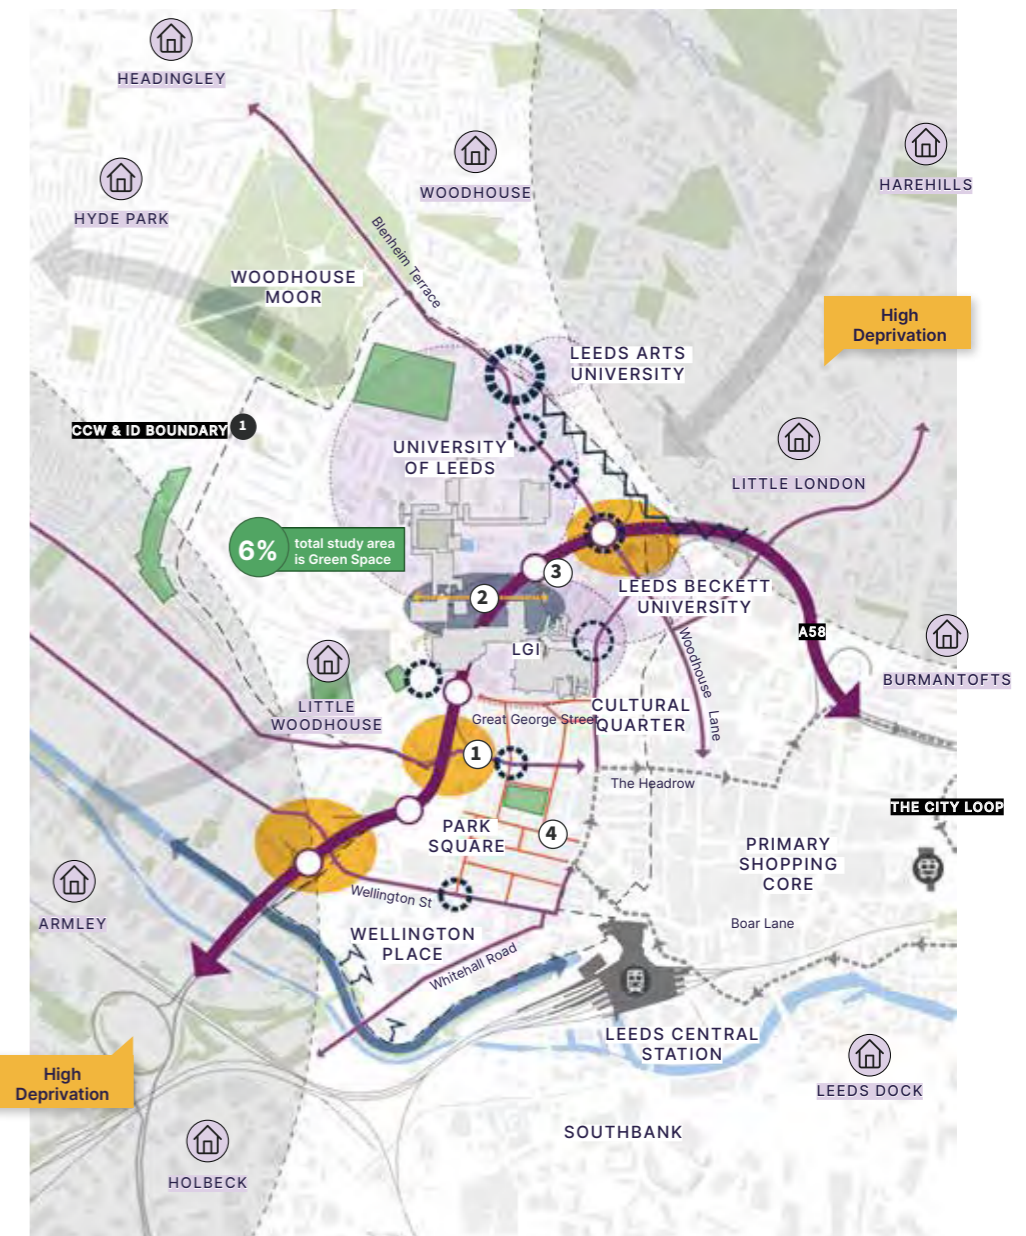 HEADINGLEY
WOODHOUSE
HAREHILLS
HYDE PARK
Blenheim Terrace
WOODHOUSE
MOOR
High
Deprivation
LEEDS ARTS
UNIVERSITY
CCW & ID BOUNDARY
1
UNIVERSITY
OF LEEDS
LITTLE LONDON
6%
total study area
is Green Space
3
2
LEEDS BECKETT
UNIVERSITY
A58
LGI
Woodhouse Lane
BURMANTOFTS
LITTLE
WOODHOUSE
Great George Street
CULTURAL
QUARTER
1
The Headrow
THE CITY LOOP
4
PARK
SQUARE
PRIMARY
SHOPPING
CORE
ARMLEY
Wellington St
Boar Lane
WELLINGTON
PLACE
Whitehall Road
LEEDS CENTRAL
STATION
High
Deprivation
LEEDS DOCK
SOUTHBANK
HOLBECK